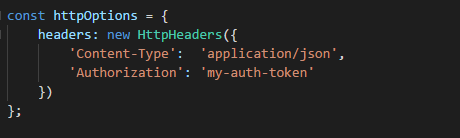 const httpOptions = {
headers: new HttpHeaders({
'Content-Type':  'application/json',
'Authorization': 'my-auth-token'
})
};